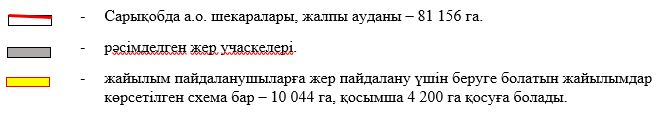 - Сарықобда а.о. шекаралары, жалпы ауданы – 81 156 га.
- рәсімделген жер учаскелері.
- жайылым пайдаланушыларға жер пайдалану үшін беруге болатын жайылымдар
көрсетілген схема бар – 10 044 га, қосымша 4 200 га қосуға болады.